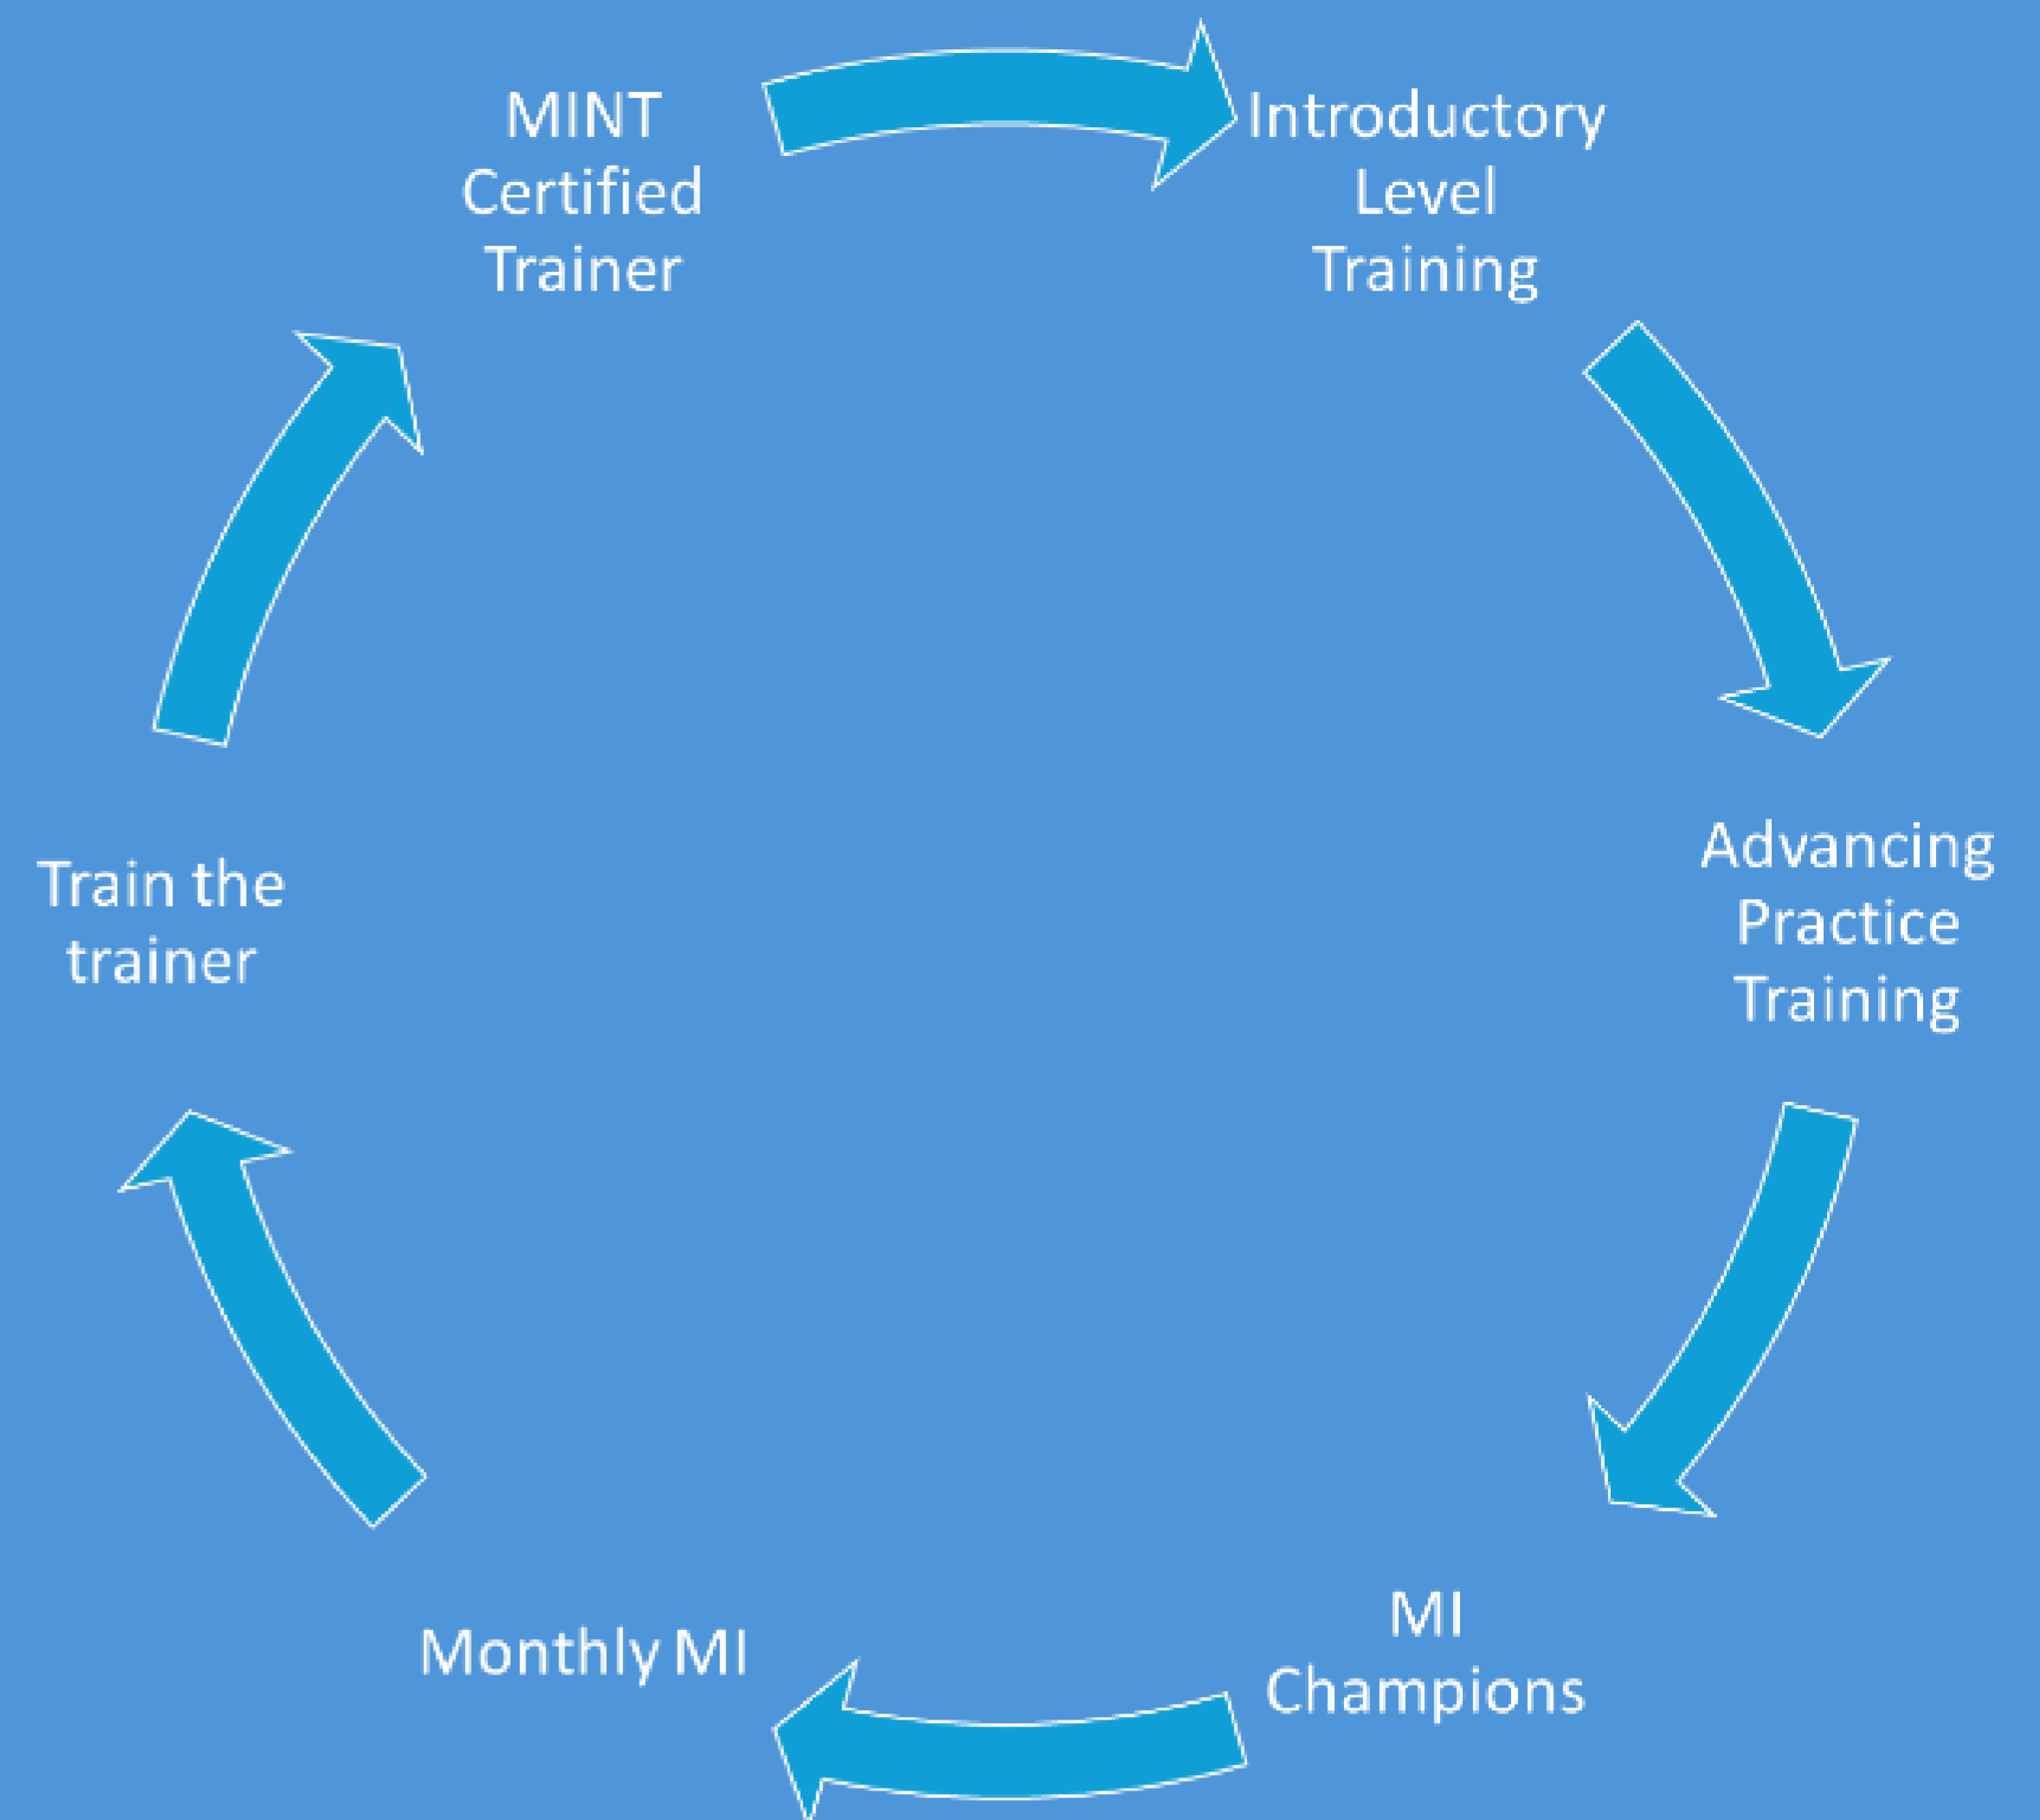 MINT
Certified
Trainer
Introductory
Level
Training
Advancing
Practice
Training
MI
Champions
Monthly MI
Train the
trainer